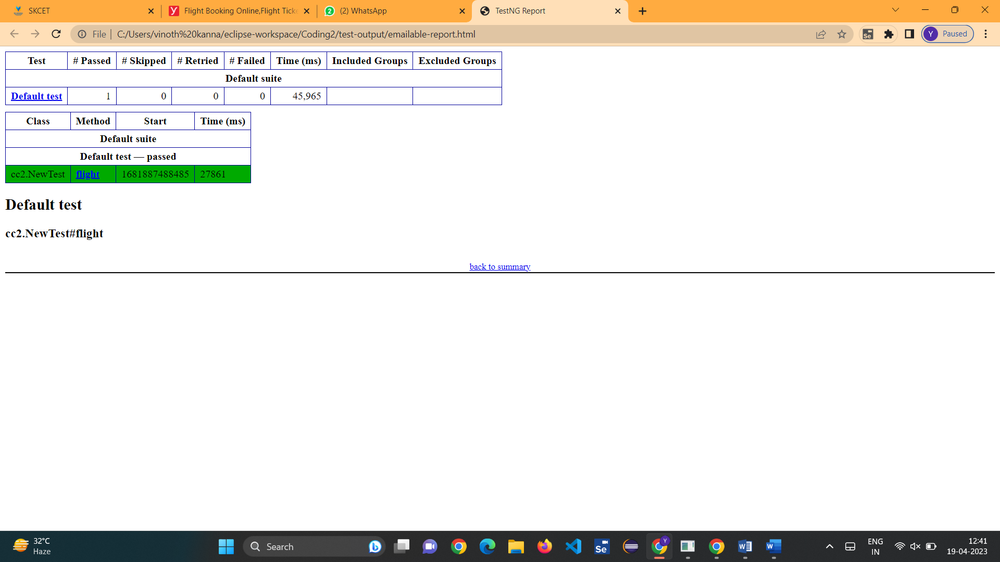 SKCET
Flight Booking Online,Flight Ticke
(2) WhatsApp
TestNG Report
File
C:/Users/vinoth%20kanna/eclipse-workspace/Coding2/test-output/emailable-report.html
Se
Y Paused
Test # Passed # Skipped # Retried # Failed Time (ms) Included Groups Excluded Groups
Default suite
Default test 1 0 0 0 45,965
Class Method Start Time (ms)
Default suite
Default test — passed
cc2.NewTest flight 1681887488485 27861
Default test
cc2.NewTest#flight
back to summary
32°C
Haze
Search
Se
Y
ENG
IN
12:41
19-04-2023